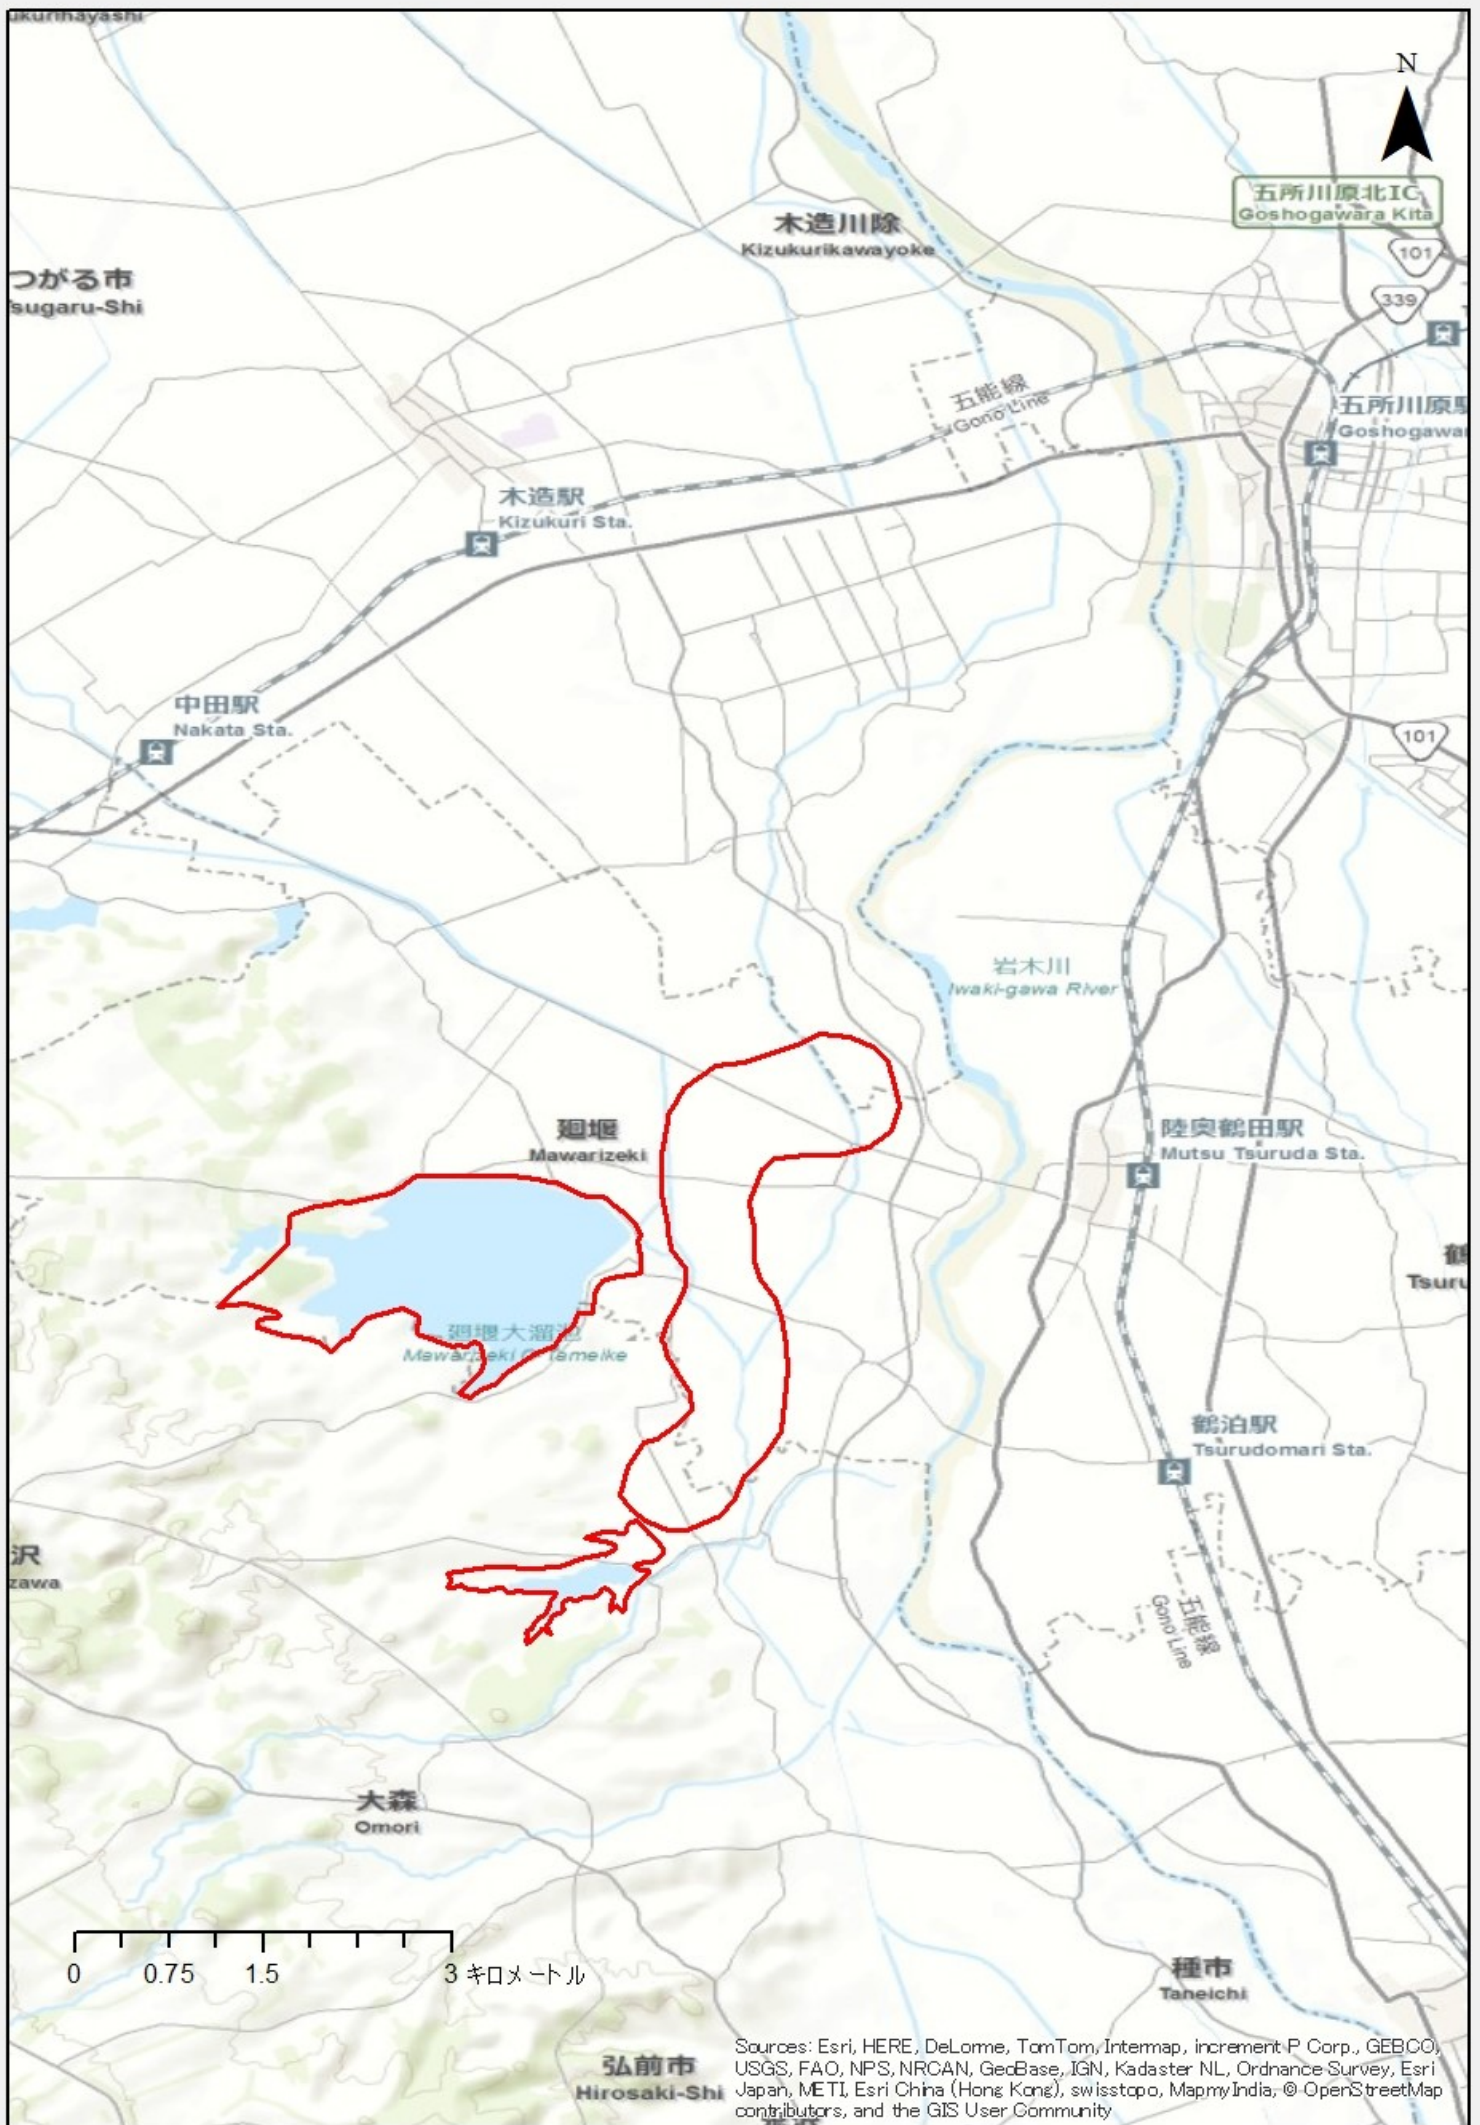 ukurihayashi
N
五所川原北IC
Goshogawara Kita
木造川除
Kizukurikawayoke
101
つがる市
Tsugaru-Shi
339
五能線
Gono Line
五所川原駅
Goshogawar
木造駅
Kizukuri Sta.
中田駅
Nakata Sta.
101
岩木川
Iwaki-gawa River
廻堰
Mawarizeki
陸奥鶴田駅
Mutsu Tsuruda Sta.
鶴
Tsuru
廻堰大溜池
Mawarizeki O-Tameike
鶴泊駅
Tsurudomari Sta.
沢
zawa
五能線
Gono Line
大森
Omori
0 0.75 1.5 3 キロメートル
種市
Taneichi
弘前市
Hirosaki-Shi
Sources: Esri, HERE, DeLorme, TomTom, Intermap, increment P Corp., GEBCO,
USGS, FAO, NPS, NRCAN, GeoBase, IGN, Kadaster NL, Ordnance Survey, Esri
Japan, METI, Esri China (Hong Kong), swisstopo, MapmyIndia, © OpenStreetMap
contributors, and the GIS User Community